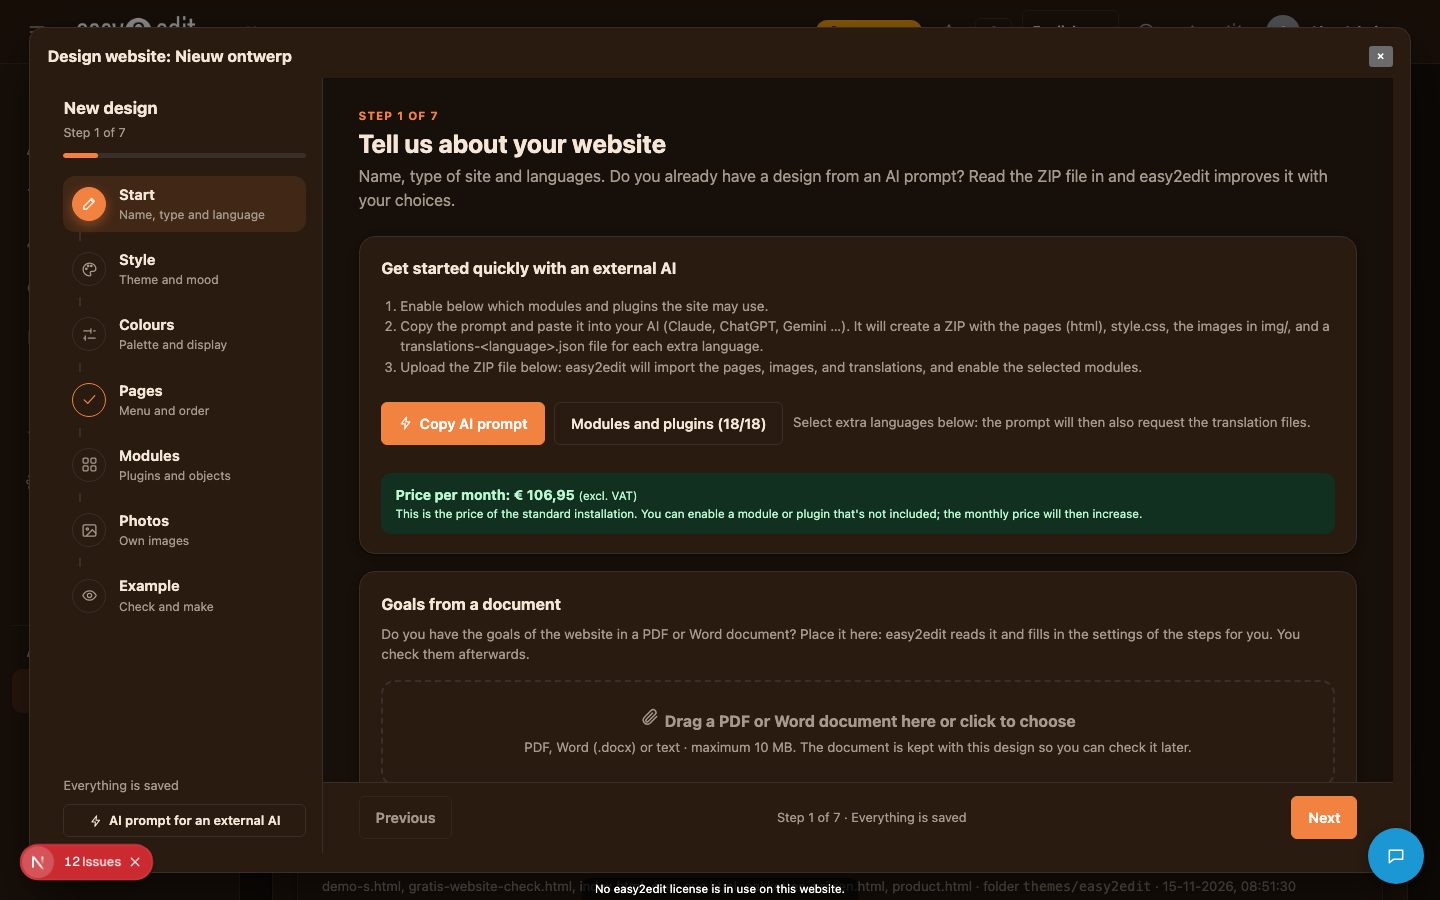 Design website: Nieuw ontwerp
×
New design
Step 1 of 7
Start
Name, type and language
Style
Theme and mood
Colours
Palette and display
Pages
Menu and order
Modules
Plugins and objects
Photos
Own images
Example
Check and make
Everything is saved
AI prompt for an external AI
12 Issues ×
STEP 1 OF 7
Tell us about your website
Name, type of site and languages. Do you already have a design from an AI prompt? Read the ZIP file in and easy2edit improves it with
your choices.
Get started quickly with an external AI
1. Enable below which modules and plugins the site may use.
2. Copy the prompt and paste it into your AI (Claude, ChatGPT, Gemini ...). It will create a ZIP with the pages (html), style.css, the images in img/, and a
translations-<language>.json file for each extra language.
3. Upload the ZIP file below: easy2edit will import the pages, images, and translations, and enable the selected modules.
Copy AI prompt
Modules and plugins (18/18)
Select extra languages below: the prompt will then also request the translation files.
Price per month: € 106,95 (excl. VAT)
This is the price of the standard installation. You can enable a module or plugin that's not included; the monthly price will then increase.
Goals from a document
Do you have the goals of the website in a PDF or Word document? Place it here: easy2edit reads it and fills in the settings of the steps for you. You
check them afterwards.
Drag a PDF or Word document here or click to choose
PDF, Word (.docx) or text · maximum 10 MB. The document is kept with this design so you can check it later.
Previous
Step 1 of 7 · Everything is saved
Next
demo-s.html, gratis-website-check.html, product.html · folder themes/easy2edit · 15-11-2026, 08:51:30
No easy2edit license is in use on this website.